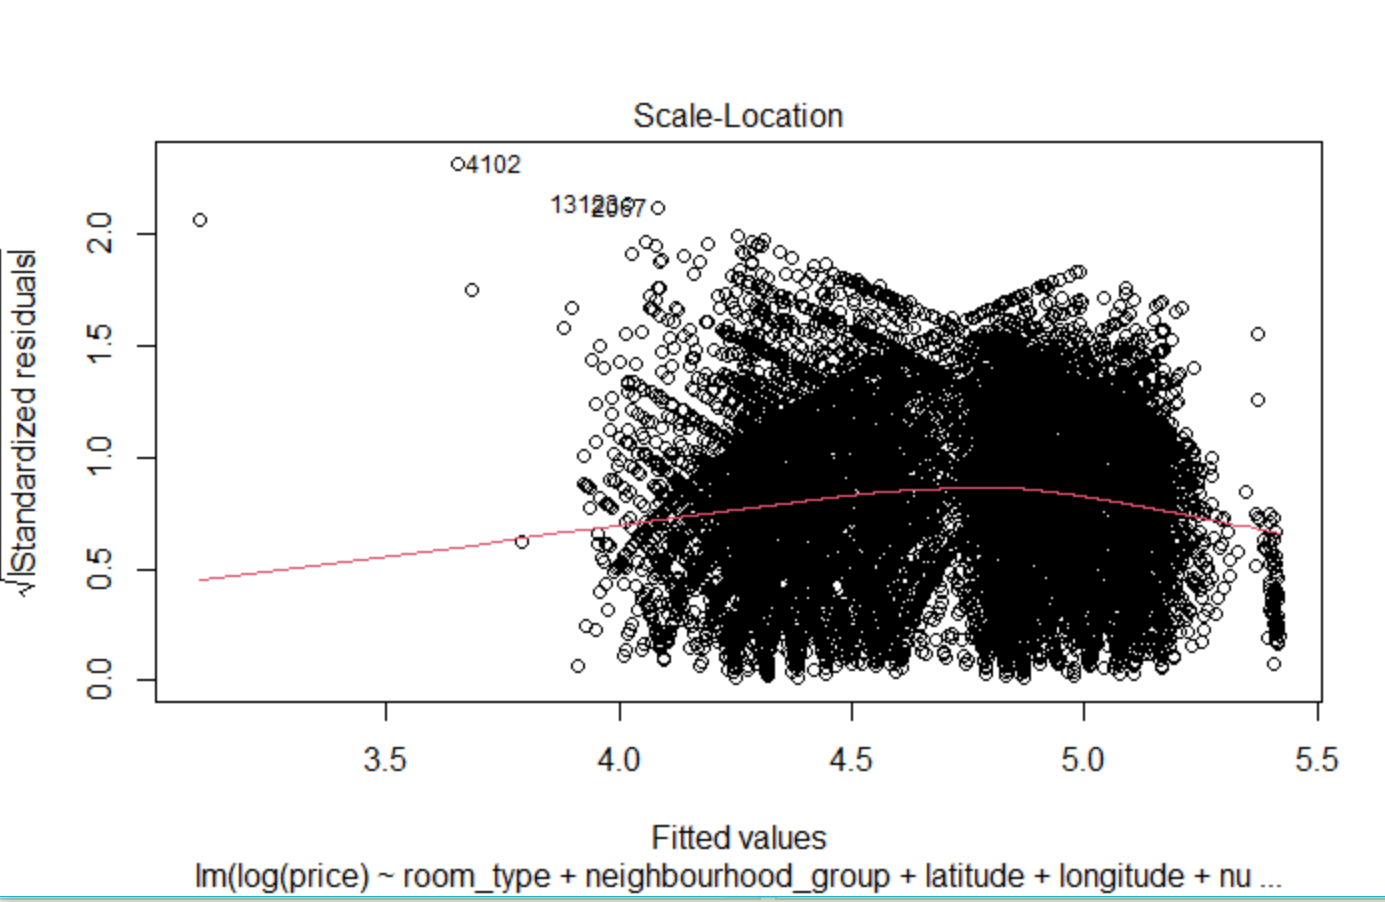 Scale-Location
√|Standardized residuals|
2.0
1.5
1.0
0.5
0.0
4102
2067
3.5 4.0 4.5 5.0 5.5
Fitted values
lm(log(price) ~ room_type + neighbourhood_group + latitude + longitude + nu ...